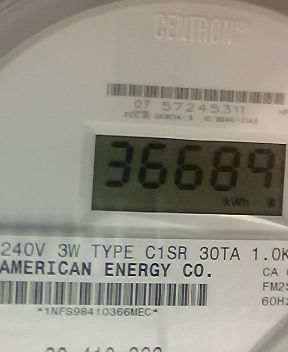 CENTRON®
07 57245311
36689
kWh
240V 3W TYPE C1SR 30TA 1.0K
AMERICAN ENERGY CO.
CA
FM2S
60Hz
*1NFS98410366MEC*